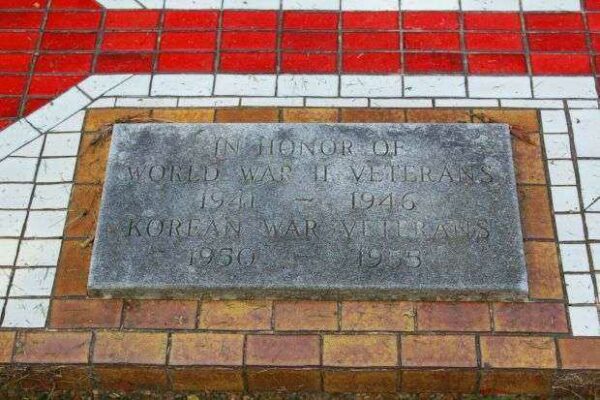 IN HONOR OF
WORLD WAR II VETERANS
1941 - 1946
KOREAN WAR VETERANS
1950 - 1955